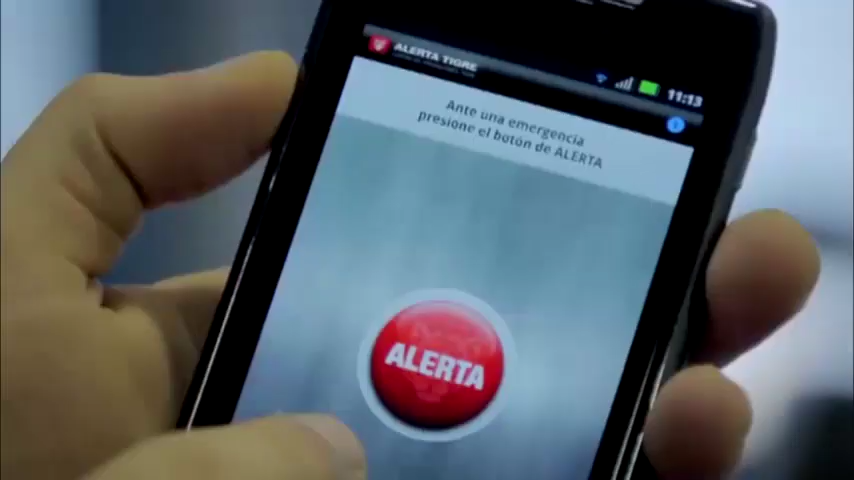 ALERTA TIGRE
11:13
Ante una emergencia
presione el botón de ALERTA
ALERTA